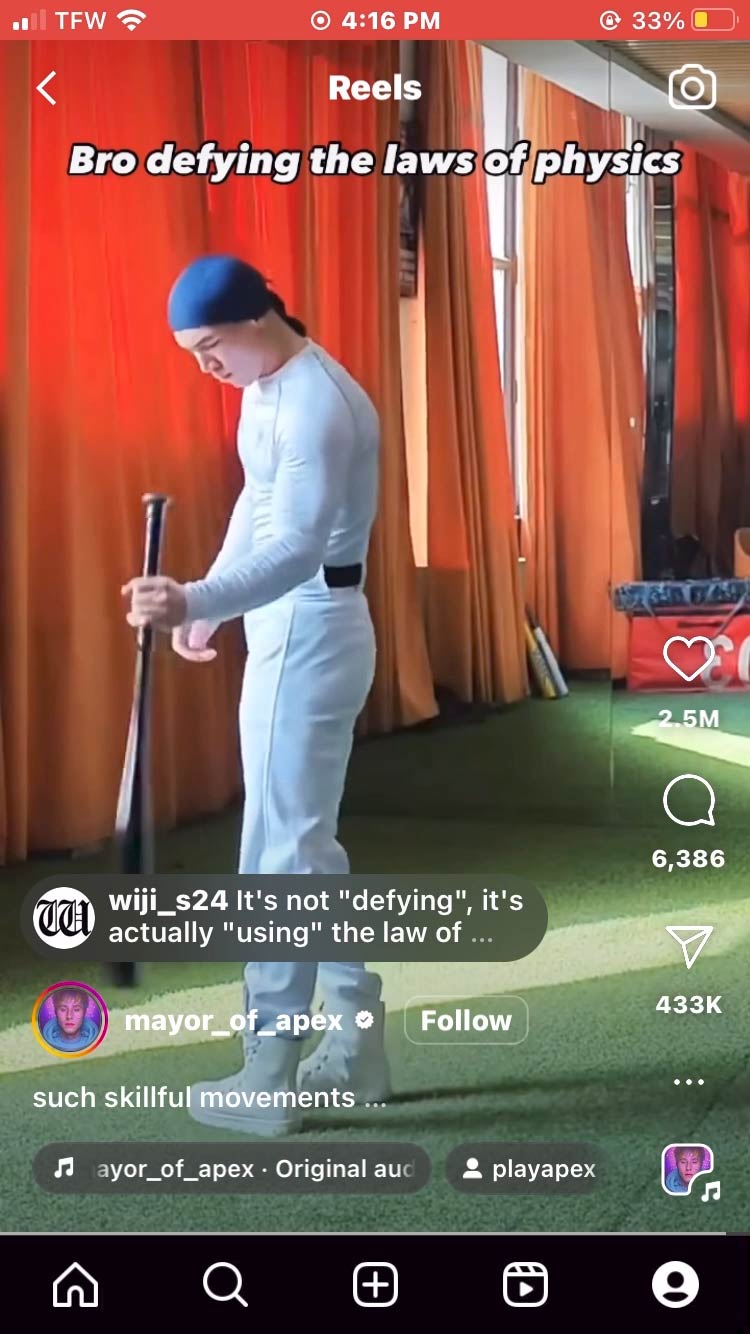 TFW
4:16 PM
33%
Reels
Bro defying the laws of physics
2.5M
6,386
wiji_s24 It's not "defying", it's
actually "using" the law of ...
433K
mayor_of_apex
Follow
such skillful movements ...
ayor_of_apex · Original aud
playapex